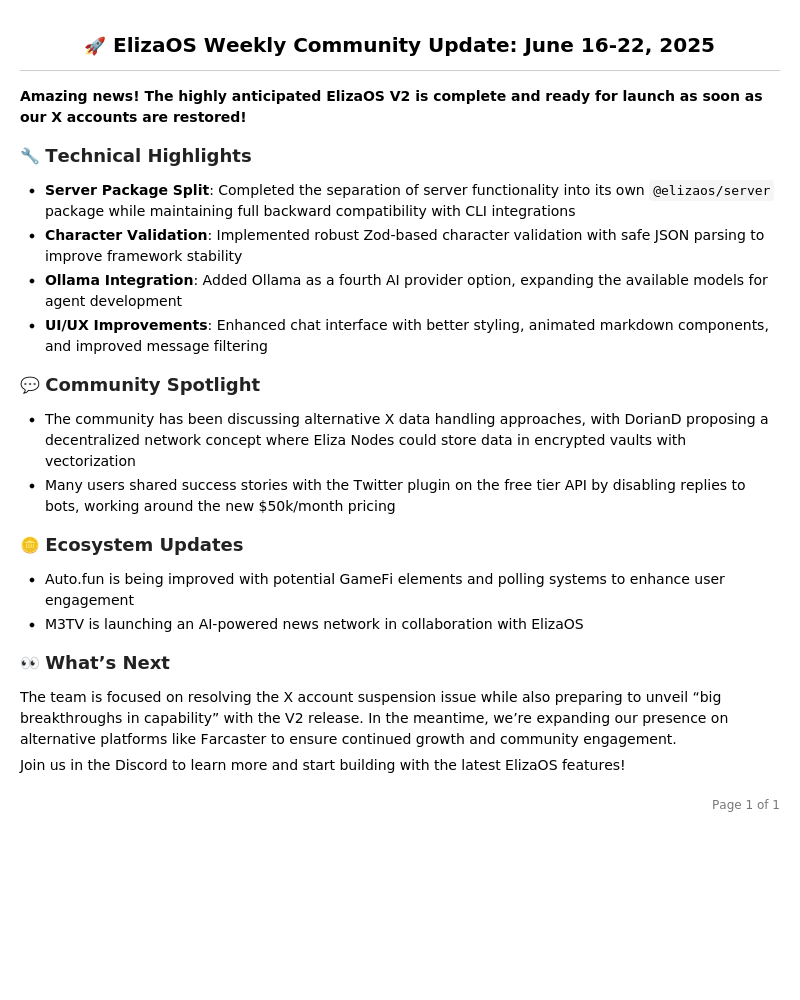 🚀 ElizaOS Weekly Community Update: June 16-22, 2025
Amazing news! The highly anticipated ElizaOS V2 is complete and ready for launch as soon as
our X accounts are restored!
🔧 Technical Highlights
• Server Package Split: Completed the separation of server functionality into its own @elizaos/server
package while maintaining full backward compatibility with CLI integrations
• Character Validation: Implemented robust Zod-based character validation with safe JSON parsing to
improve framework stability
• Ollama Integration: Added Ollama as a fourth AI provider option, expanding the available models for
agent development
• UI/UX Improvements: Enhanced chat interface with better styling, animated markdown components,
and improved message filtering
💬 Community Spotlight
• The community has been discussing alternative X data handling approaches, with DorianD proposing a
decentralized network concept where Eliza Nodes could store data in encrypted vaults with
vectorization
• Many users shared success stories with the Twitter plugin on the free tier API by disabling replies to
bots, working around the new $50k/month pricing
🪙 Ecosystem Updates
• Auto.fun is being improved with potential GameFi elements and polling systems to enhance user
engagement
• M3TV is launching an AI-powered news network in collaboration with ElizaOS
👀 What’s Next
The team is focused on resolving the X account suspension issue while also preparing to unveil “big
breakthroughs in capability” with the V2 release. In the meantime, we’re expanding our presence on
alternative platforms like Farcaster to ensure continued growth and community engagement.
Join us in the Discord to learn more and start building with the latest ElizaOS features!
Page 1 of 1